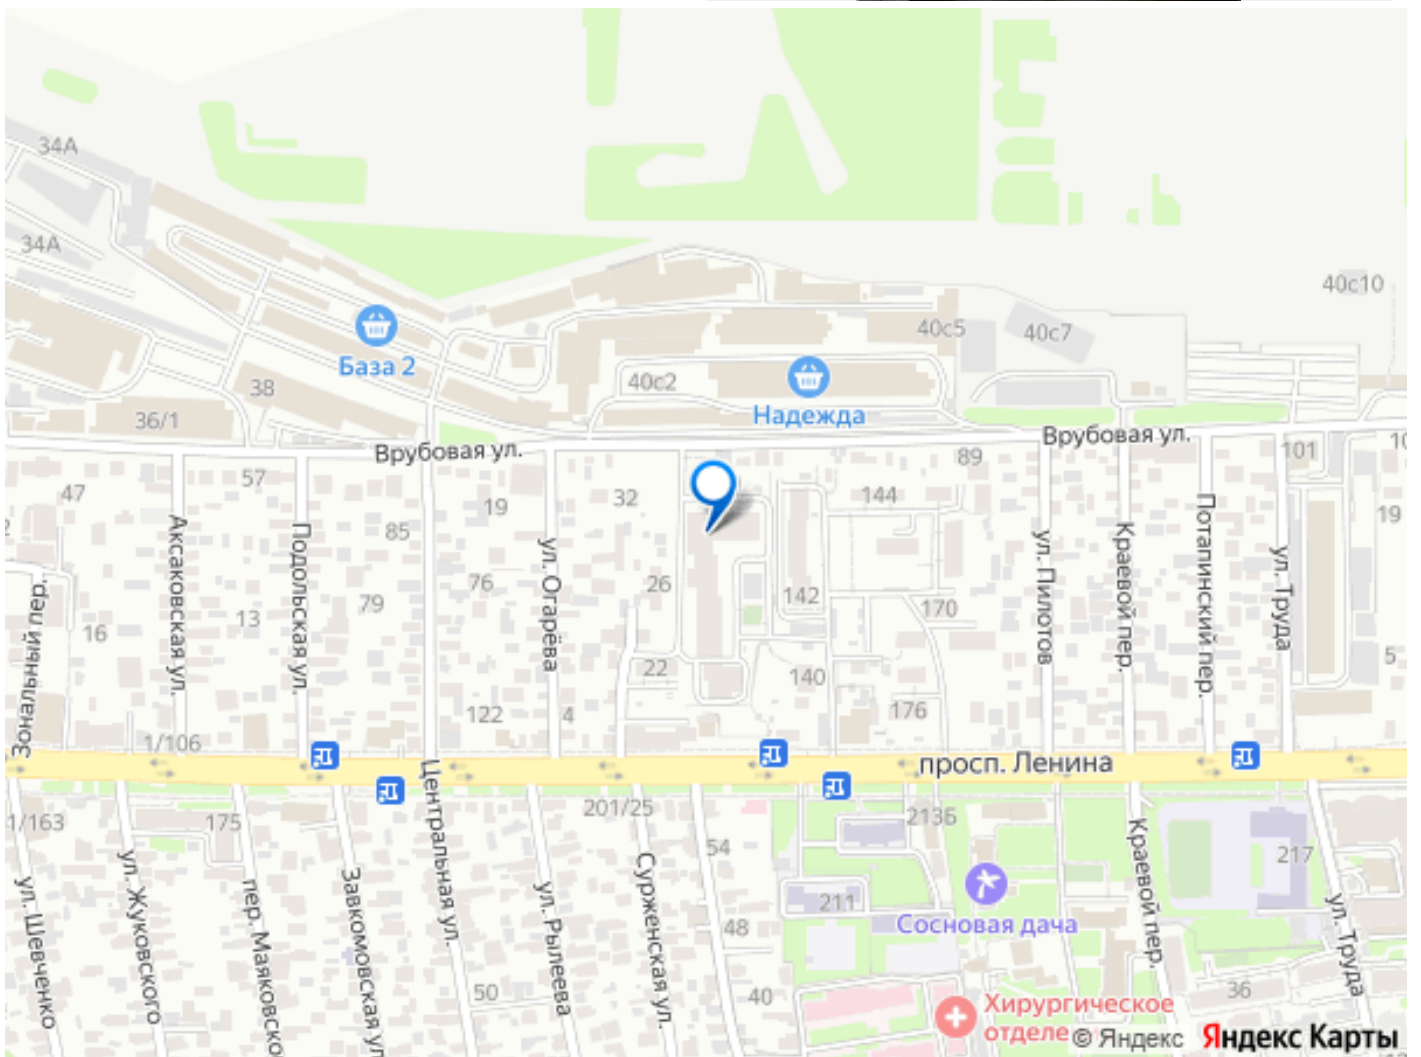 34А
34А
40с10
40с5
40с7
База 2
40с2
38
Надежда
36/1
Врубовая ул.
Врубовая ул.
57
89
101
10
47
19
32
144
19
2
85
Аксаковская ул.
Подольская ул.
ул. Огарёва
ул. Пилотов
Краевой пер.
Потапинский пер.
ул. Труда
76
26
142
79
170
13
16
Зоельный пер.
22
5
140
122
4
176
1/106
просп. Ленина
201/25
1/163
175
2136
54
217
211
Центральная ул.
Сурженская ул.
Краевой пер.
ул. Шевченко
ул. Жуковского
пер. Маяковско
Завкомовская ул
ул. Рылеева
ул. Труда
Сосновая дача
48
50
40
36
Хирургическое
отделе
© Яндекс Яндекс Карты